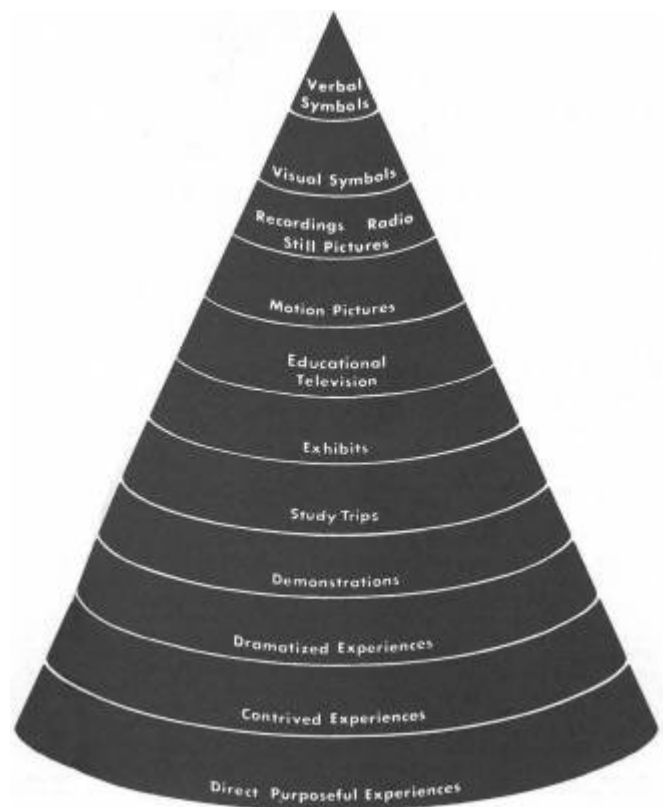 Verbal
Symbols
Visual Symbols
Recordings Radio
Still Pictures
Motion Pictures
Educational
Television
Exhibits
Study Trips
Demonstrations
Dramatized Experiences
Contrived Experiences
Direct Purposeful Experiences